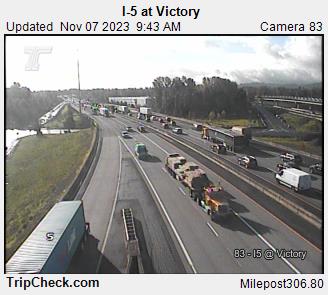 I-5 at Victory
Updated Nov 07 2023 9:43 AM Camera 83
83 - I5 @ Victory
TripCheck.com Milepost306.80